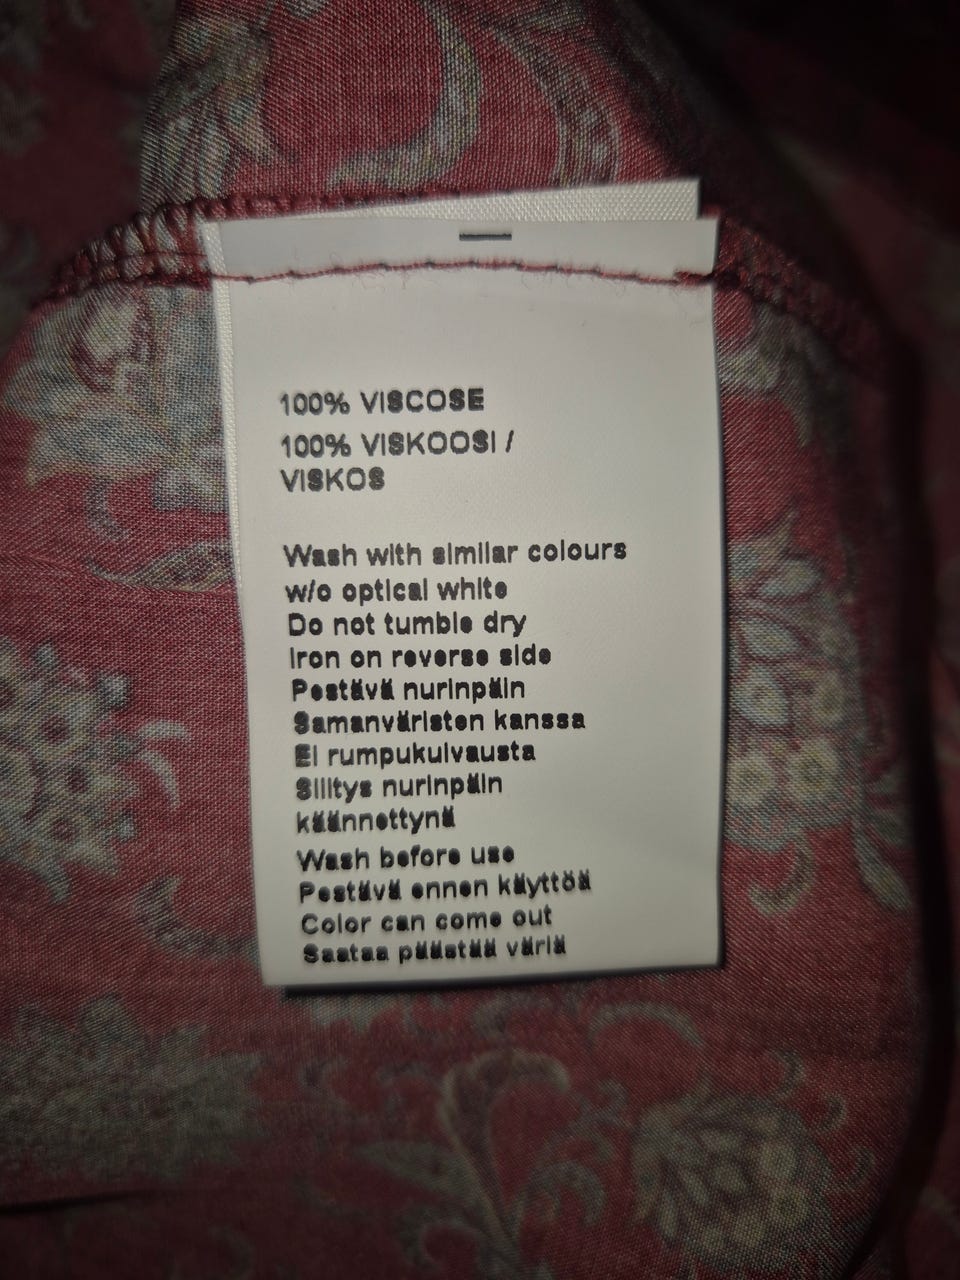 100% VISCOSE
100% VISKOOSI /
VISKOS
Wash with similar colours
w/o optical white
Do not tumble dry
Iron on reverse side
Pestävä nurinpäin
Samanväristen kanssa
Ei rumpukuivausta
Silitys nurinpäin
käännettynä
Wash before use
Pestävä ennen käyttöä
Color can come out
Saataa päästää väriä